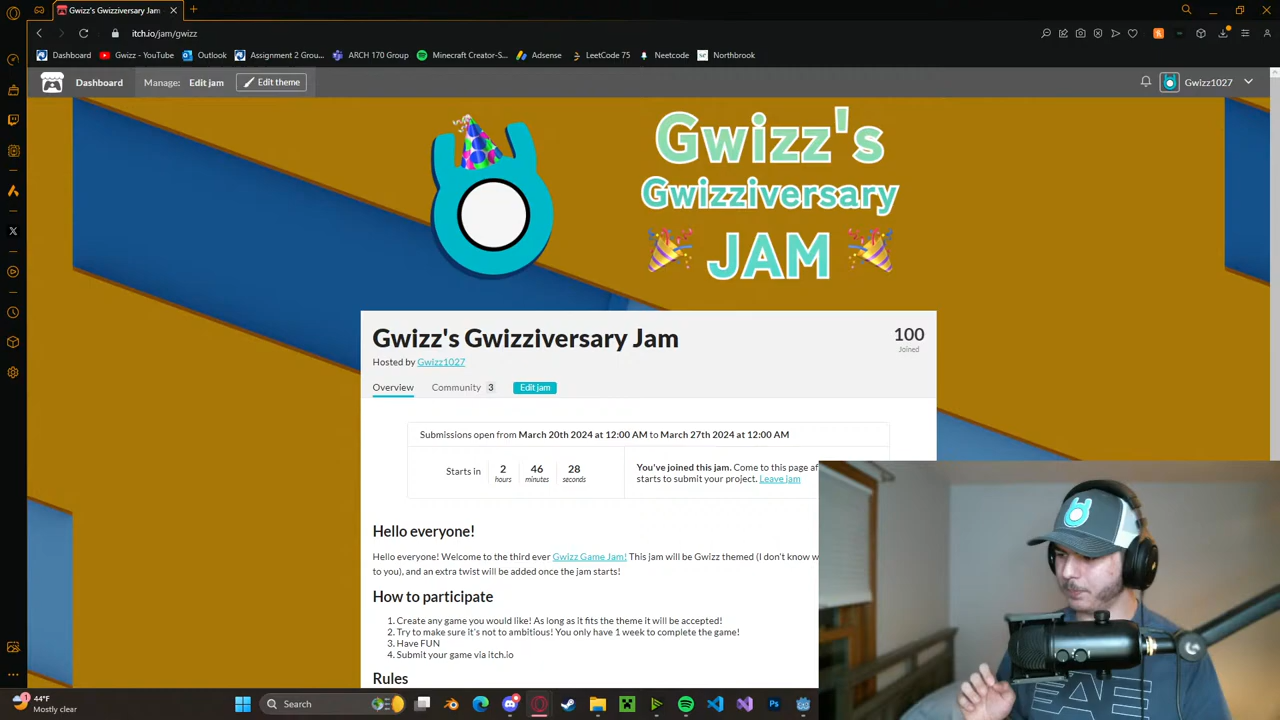 Gwizz's Gwizziversary Jam
itch.io/jam/gwizz
Dashboard
Gwizz - YouTube
Outlook
Assignment 2 Grou...
ARCH 170 Group
Minecraft Creator-S...
Adsense
LeetCode 75
Neetcode
Northbrook
Dashboard
Manage:
Edit jam
Edit theme
Gwizz1027
Gwizz's
Gwizziversary
JAM
Gwizz's Gwizziversary Jam
100
Joined
Hosted by Gwizz1027
Overview
Community 3
Edit jam
Submissions open from March 20th 2024 at 12:00 AM to March 27th 2024 at 12:00 AM
Starts in
2
hours
46
minutes
28
seconds
You've joined this jam. Come to this page af
starts to submit your project. Leave jam
Hello everyone!
Hello everyone! Welcome to the third ever Gwizz Game Jam! This jam will be Gwizz themed (I don't know w
to you), and an extra twist will be added once the jam starts!
How to participate
1. Create any game you would like! As long as it fits the theme it will be accepted!
2. Try to make sure it's not to ambitious! You only have 1 week to complete the game!
3. Have FUN
4. Submit your game via itch.io
Rules
1
44°F
Mostly clear
Search